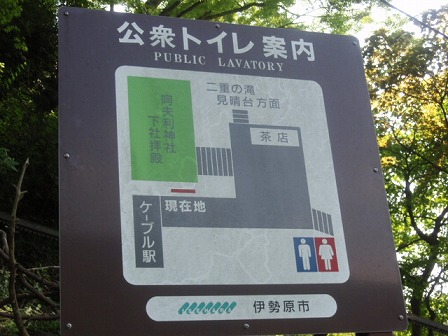 公衆トイレ案内
PUBLIC LAVATORY
二重の滝
見晴台方面
阿夫利神社
下社拝殿
茶店
現在地
ケーブル駅
伊勢原市